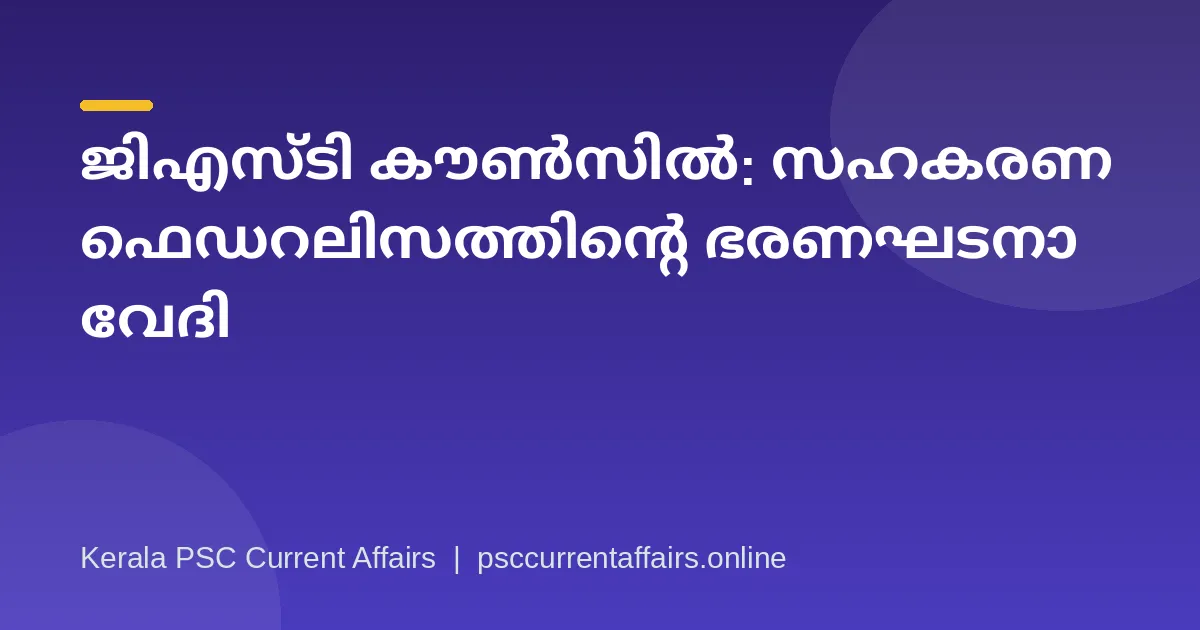 ജിഎസ്ടി കൗൺസിൽ: സഹകരണ
ഫെഡറലിസത്തിന്റെ ഭരണഘടനാ
വേദി
Kerala PSC Current Affairs | psccurrentaffairs.online